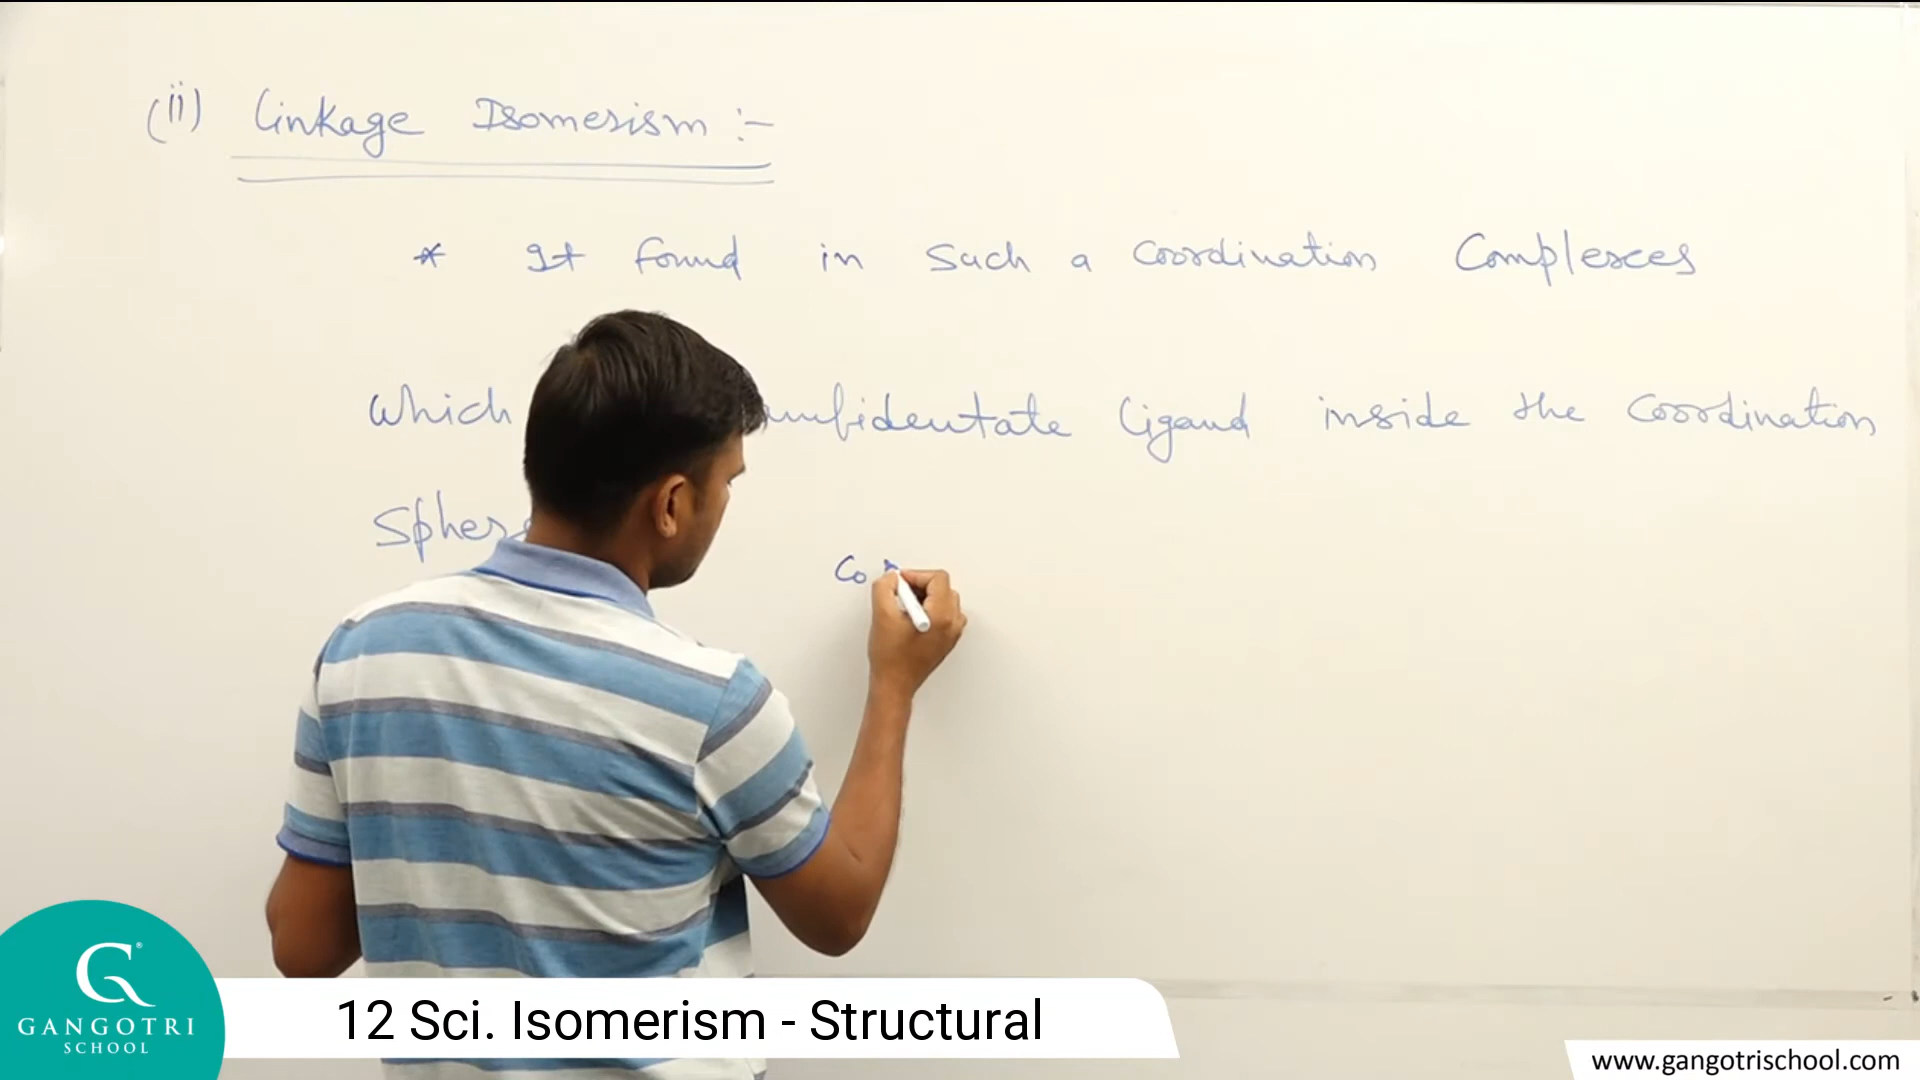 (ii) Linkage Isomerism :-
* It found in such a coordination Complexes
which ambidentate ligand inside the coordination
Sphere
Co
GANGOTRI
SCHOOL
12 Sci. Isomerism - Structural
www.gangotrischool.com